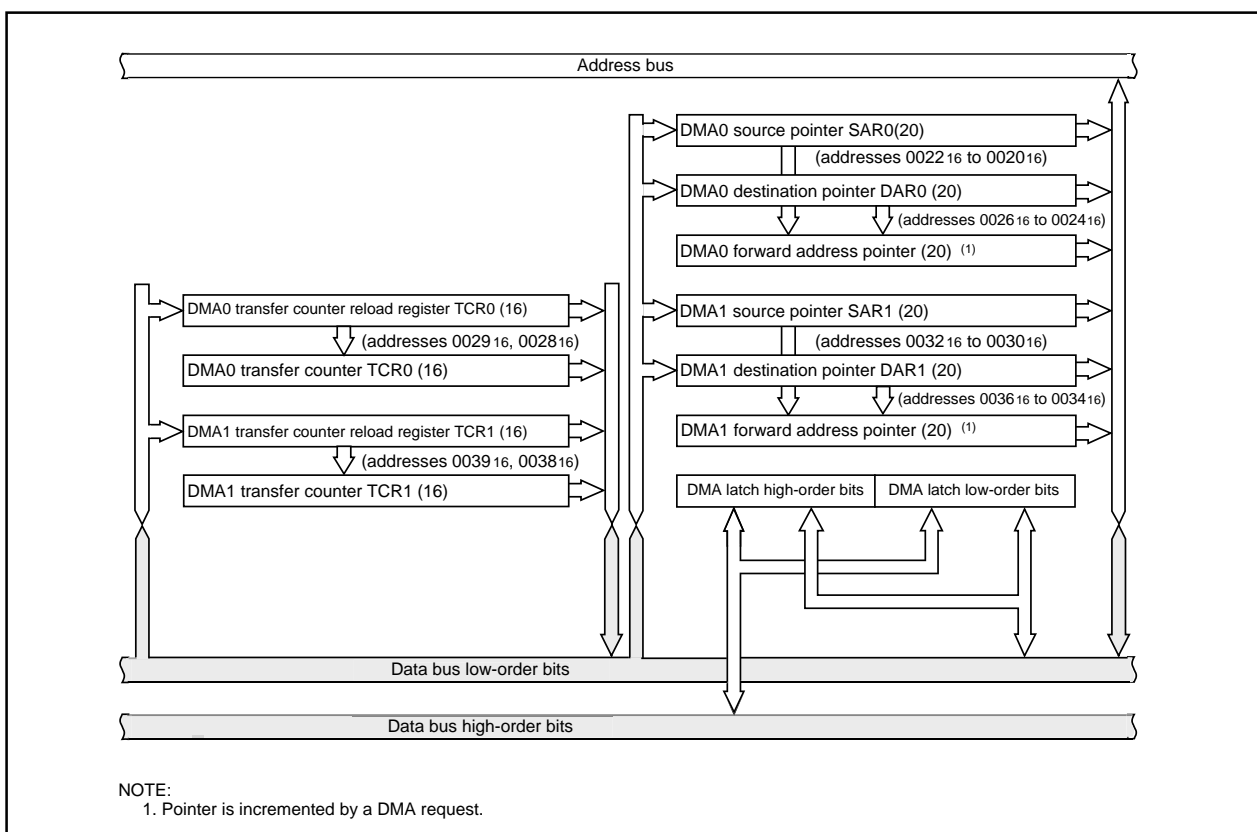 Address bus
DMA0 source pointer SAR0(20)
(addresses 0022 16 to 0020 16)
DMA0 destination pointer DAR0 (20)
(addresses 0026 16 to 0024 16)
DMA0 forward address pointer (20) (1)
DMA0 transfer counter reload register TCR0 (16)
(addresses 0029 16, 0028 16)
DMA0 transfer counter TCR0 (16)
DMA1 transfer counter reload register TCR1 (16)
(addresses 0039 16, 0038 16)
DMA1 transfer counter TCR1 (16)
DMA1 source pointer SAR1 (20)
(addresses 0032 16 to 0030 16)
DMA1 destination pointer DAR1 (20)
(addresses 0036 16 to 0034 16)
DMA1 forward address pointer (20) (1)
DMA latch high-order bits
DMA latch low-order bits
Data bus low-order bits
Data bus high-order bits
NOTE:
1. Pointer is incremented by a DMA request.